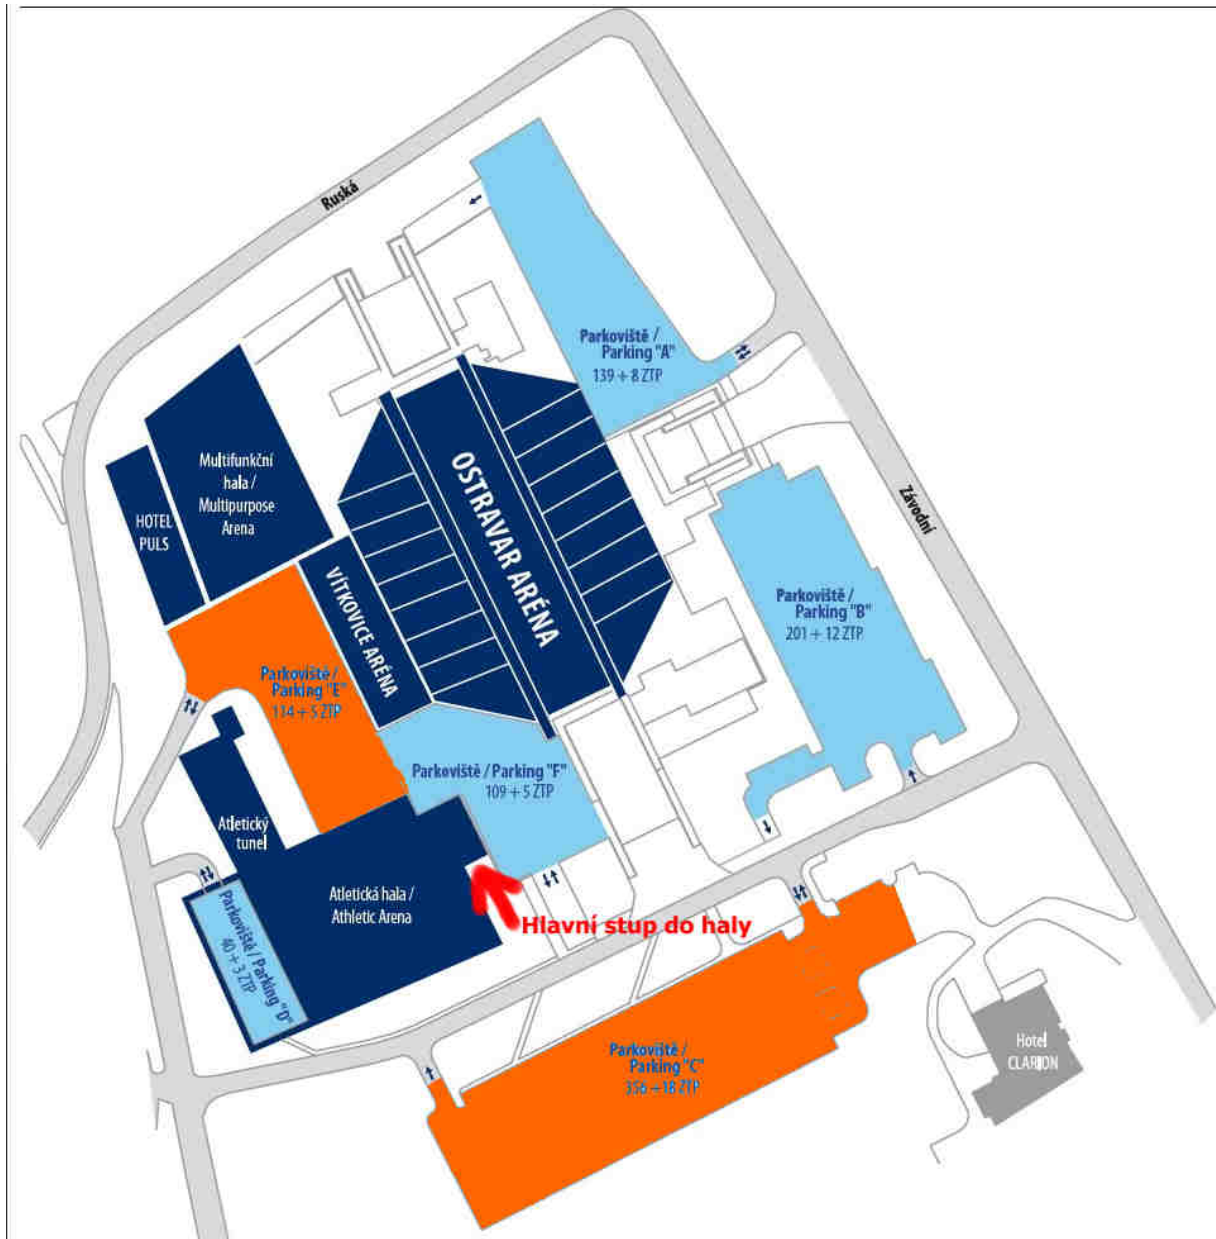 Ruská
Parkoviště /
Parking "A"
139 + 8 ZTP
Multifunkční
hala /
Multipurpose
Arena
HOTEL
PULS
OSTRAVAR ARÉNA
VÍTKOVICE ARÉNA
Závodní
Parkoviště /
Parking "B"
201 + 12 ZTP
Parkoviště /
Parking "E"
114 + 5 ZTP
Parkoviště / Parking "F"
109 + 5 ZTP
Atletický
tunel
Atletická hala /
Athletic Arena
Hlavní stup do haly
Parkoviště / Parking "D"
40 + 3 ZTP
Parkoviště /
Parking "C"
356 +18 ZTP
Hotel
CLARION